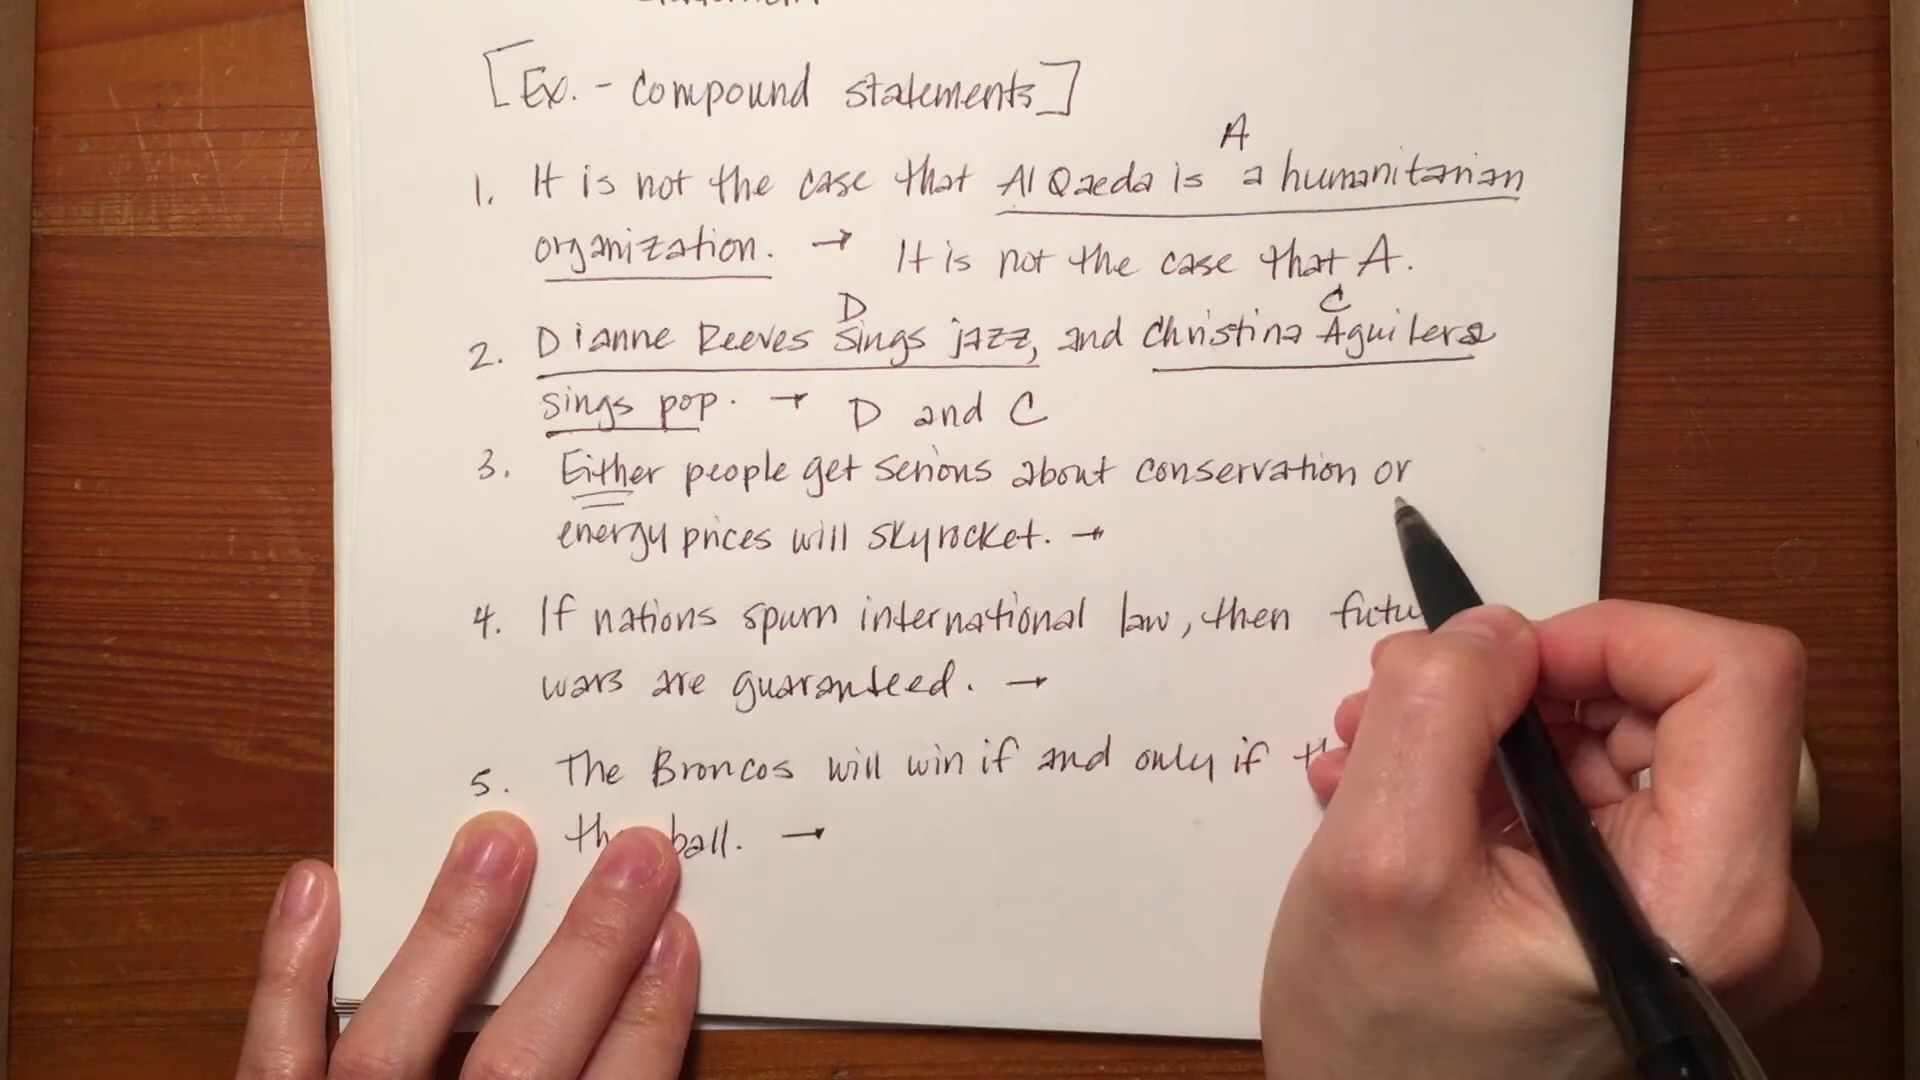 [Ex. - compound statements]
A
1. It is not the case that Al Qaeda is a humanitarian
organization. → It is not the case that A.
D C
2. Dianne Reeves sings jazz, and Christina Aguilera
sings pop. → D and C
3. Either people get serious about conservation or
energy prices will skyrocket. →
4. If nations spurn international law, then
wars are guaranteed. →
5. The Broncos will win if and only if
ball. →